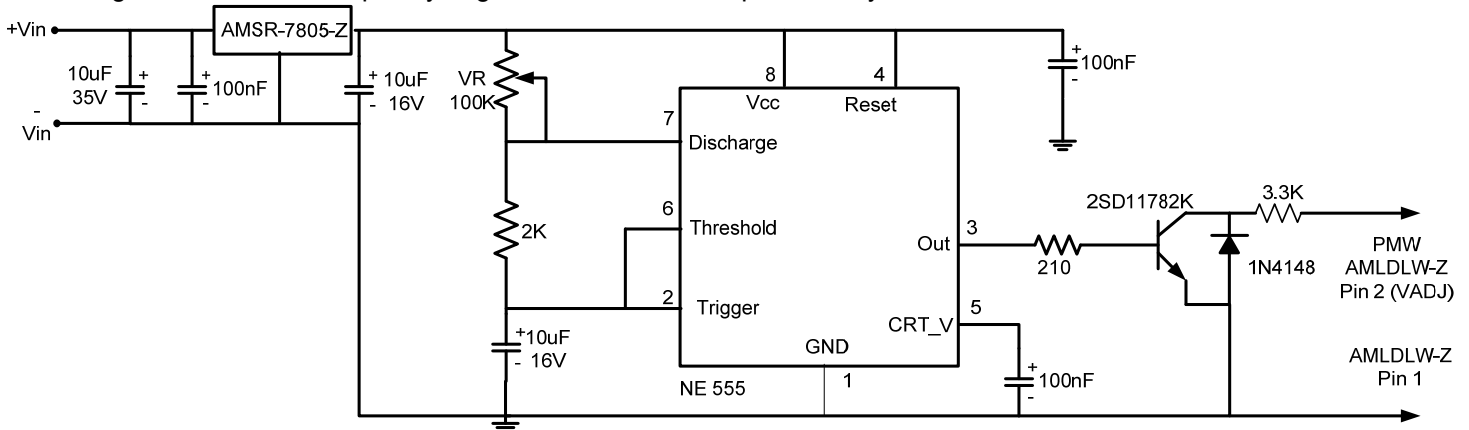 +Vin
AMSR-7805-Z
10uF
35V
+
-
+
-
100nF
+
-
10uF
16V
VR
100K
+
-
100nF
-
Vin
8
Vcc
4
Reset
7
Discharge
2K
6
Threshold
2
Trigger
Out
3
210
2SD11782K
3.3K
1N4148
PMW
AMLDLW-Z
Pin 2 (VADJ)
CRT_V
5
+
-
10uF
16V
GND
1
NE 555
+
-
100nF
AMLDLW-Z
Pin 1